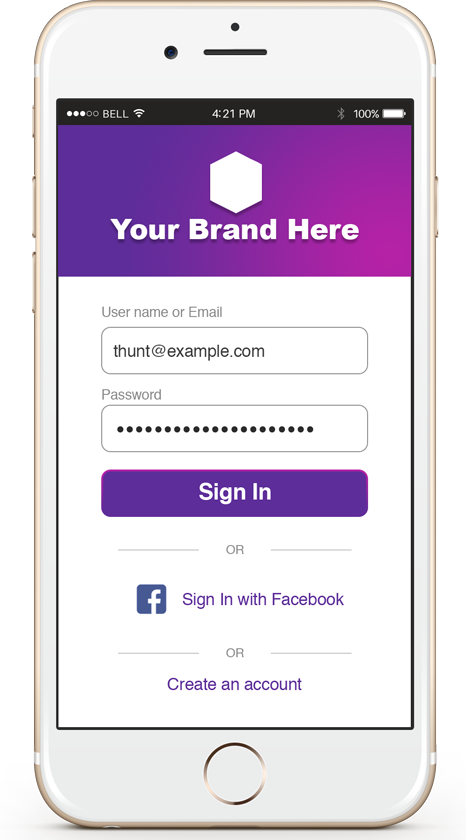 BELL 4:21 PM 100%
Your Brand Here
User name or Email
thunt@example.com
Password
●●●●●●●●●●●●●●●●●●●●●
Sign In
OR
Sign In with Facebook
OR
Create an account